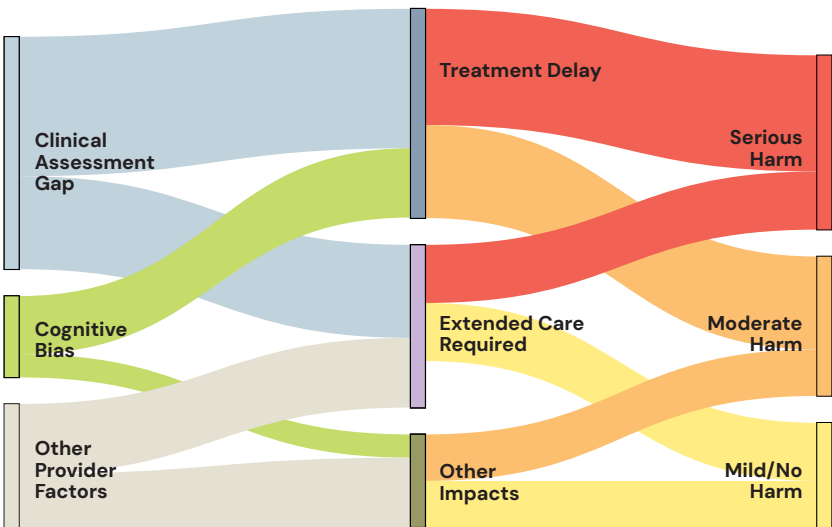 Clinical
Assessment
Gap
Cognitive
Bias
Other
Provider
Factors
Treatment Delay
Extended Care
Required
Other
Impacts
Serious
Harm
Moderate
Harm
Mild/No
Harm